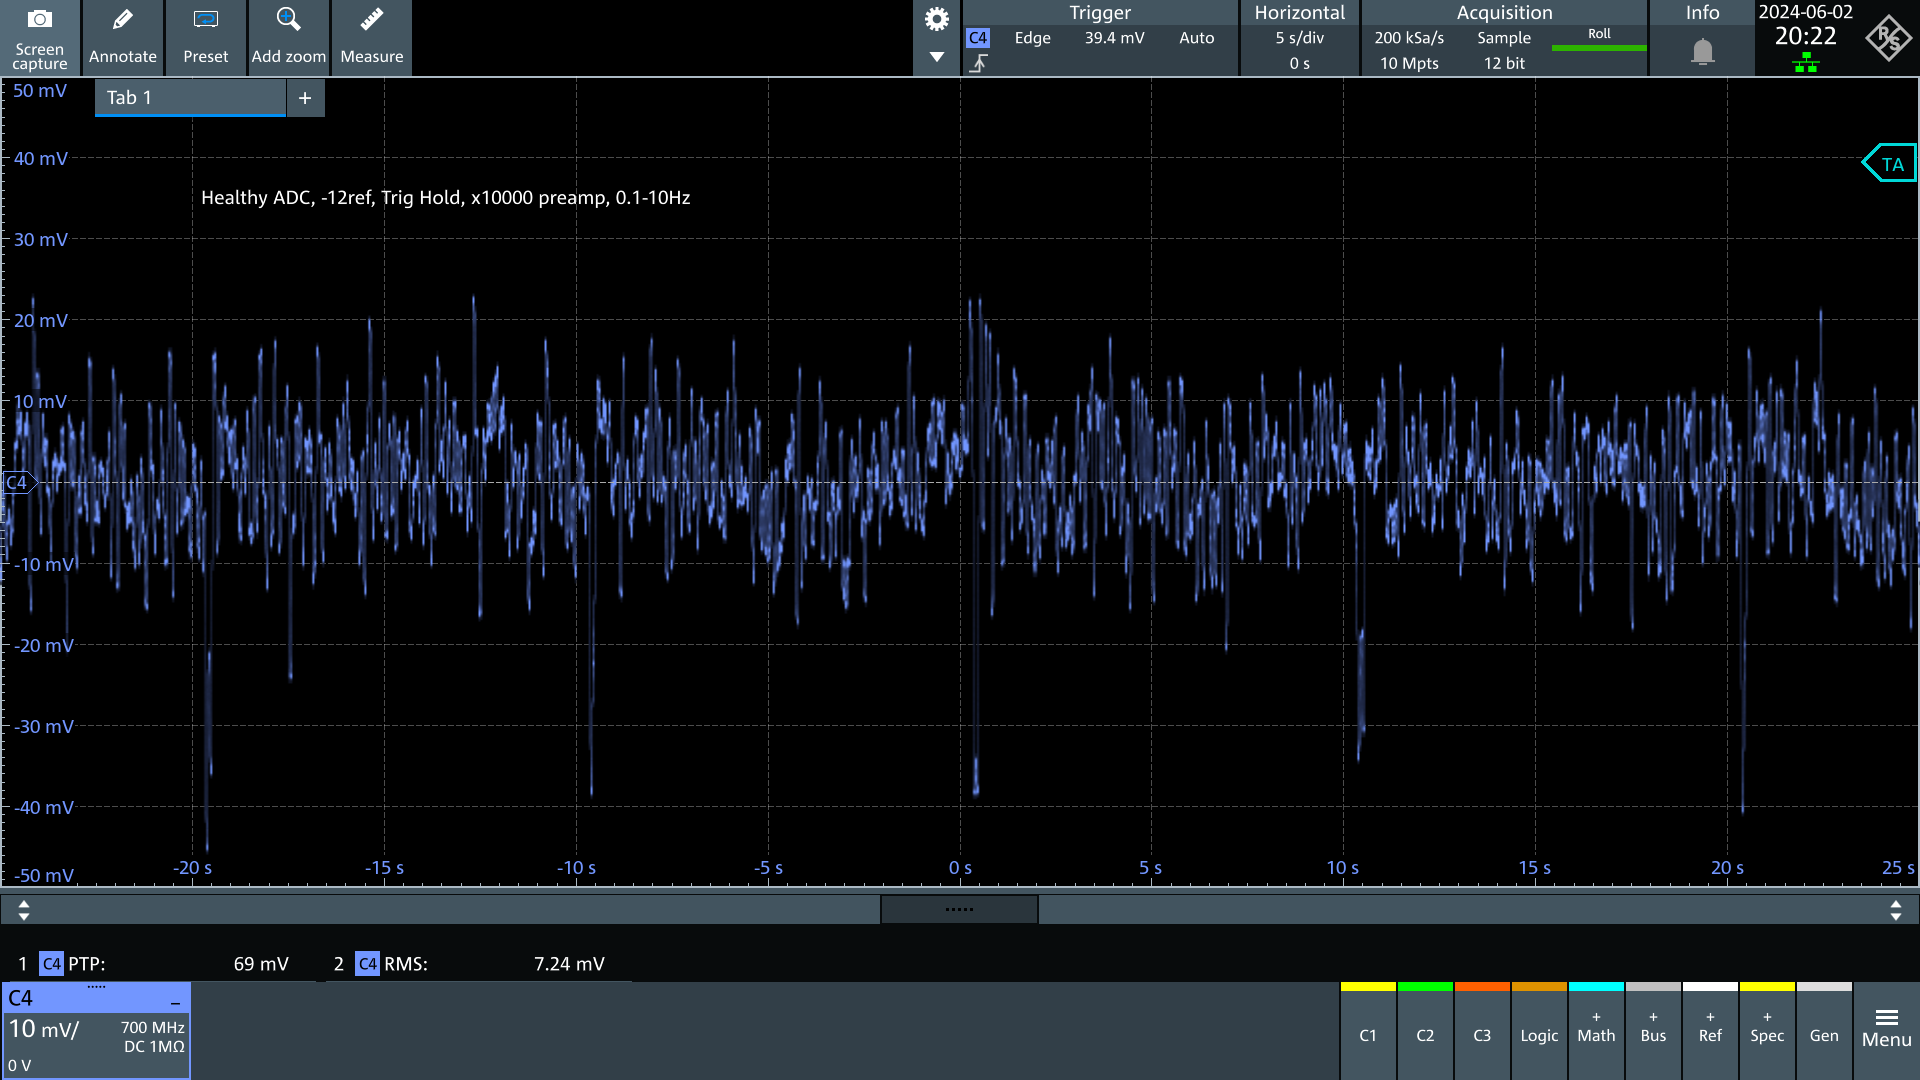 Screen
capture
Annotate
Preset
Add zoom
Measure
Trigger
C4 Edge 39.4 mV Auto
Horizontal
5 s/div
0 s
Acquisition
200 kSa/s Sample Roll
10 Mpts 12 bit
Info
2024-06-02
20:22
R S
Tab 1 +
50 mV
40 mV
TA
Healthy ADC, -12ref, Trig Hold, x10000 preamp, 0.1-10Hz
30 mV
20 mV
10 mV
C4
-10 mV
-20 mV
-30 mV
-40 mV
-50 mV
-20 s -15 s -10 s -5 s 0 s 5 s 10 s 15 s 20 s 25 s
1 C4 PTP: 69 mV 2 C4 RMS: 7.24 mV
C4
10 mV/ 700 MHz
DC 1MΩ
0 V
C1
C2
C3
Logic
+ Math
+ Bus
+ Ref
+ Spec
Gen
Menu